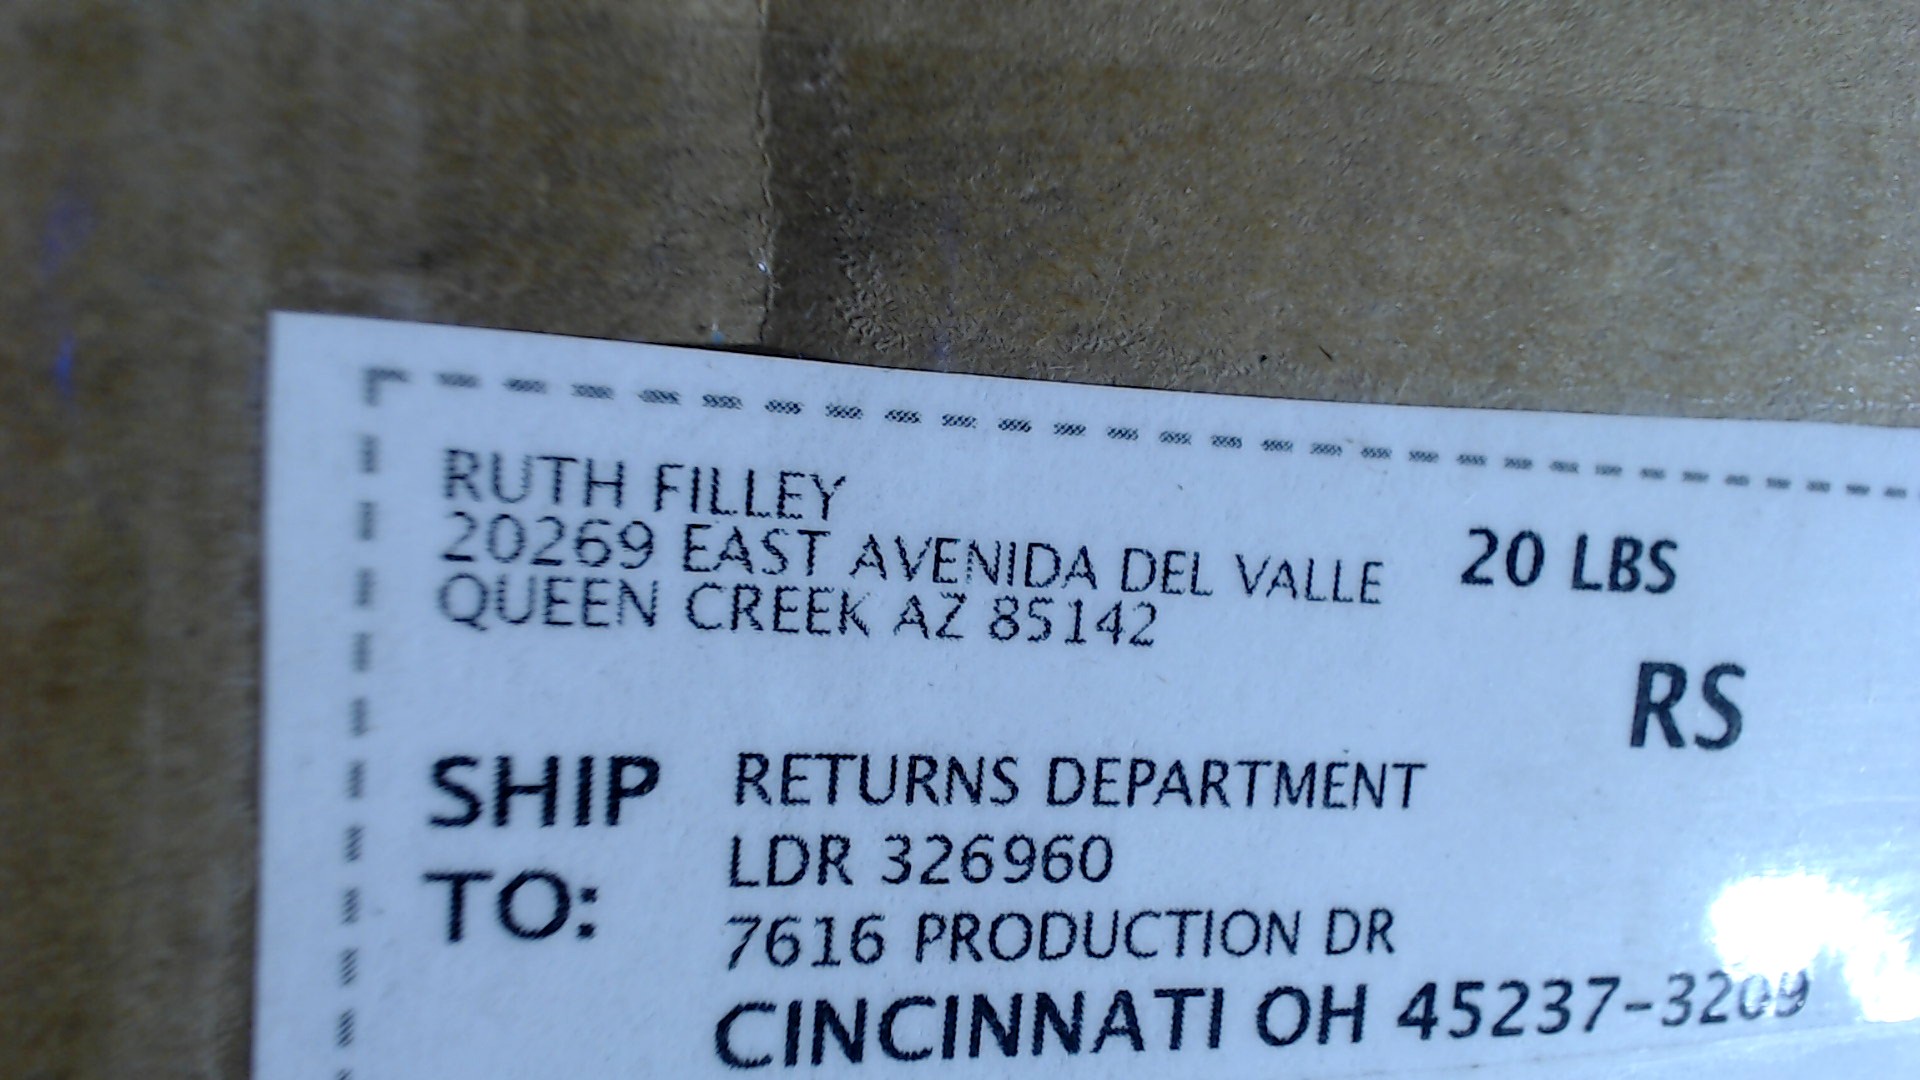 RUTH FILLEY
20269 EAST AVENIDA DEL VALLE
QUEEN CREEK AZ 85142
20 LBS
RS
SHIP TO:
RETURNS DEPARTMENT
LDR 326960
7616 PRODUCTION DR
CINCINNATI OH 45237-3209